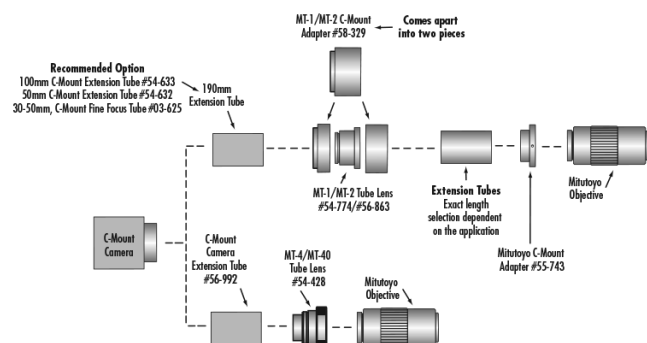 MT-1/MT-2 C-Mount
Adapter #58-329
Comes apart
into two pieces
Recommended Option
100mm C-Mount Extension Tube #54-633
50mm C-Mount Extension Tube #54-632
30-50mm, C-Mount Fine Focus Tube #03-625
190mm
Extension Tube
MT-1/MT-2 Tube Lens
#54-774/#56-863
Extension Tubes
Exact length
selection dependent
on the application
Mitutoyo
Objective
Mitutoyo C-Mount
Adapter #55-743
C-Mount
Camera
C-Mount
Camera
Extension Tube
#56-992
MT-4/MT-40
Tube Lens
#54-428
Mitutoyo
Objective